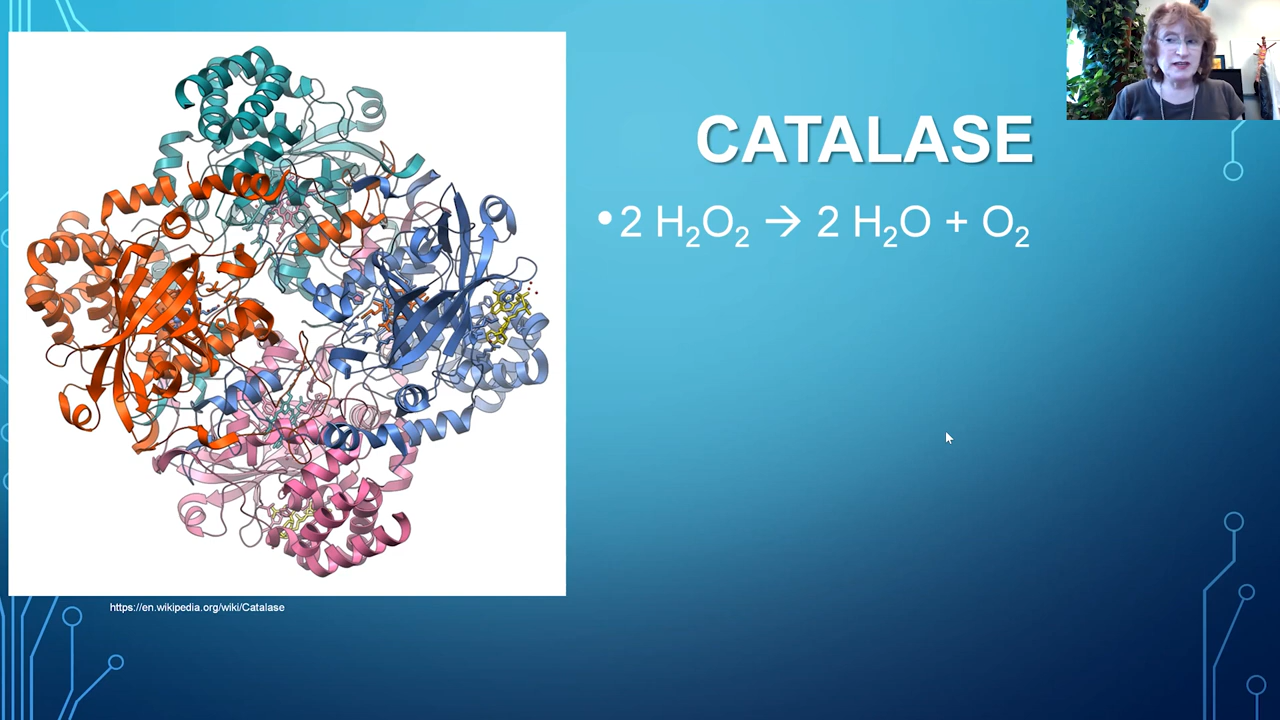 CATALASE
•2 H₂O₂ → 2 H₂O + O₂
https://en.wikipedia.org/wiki/Catalase